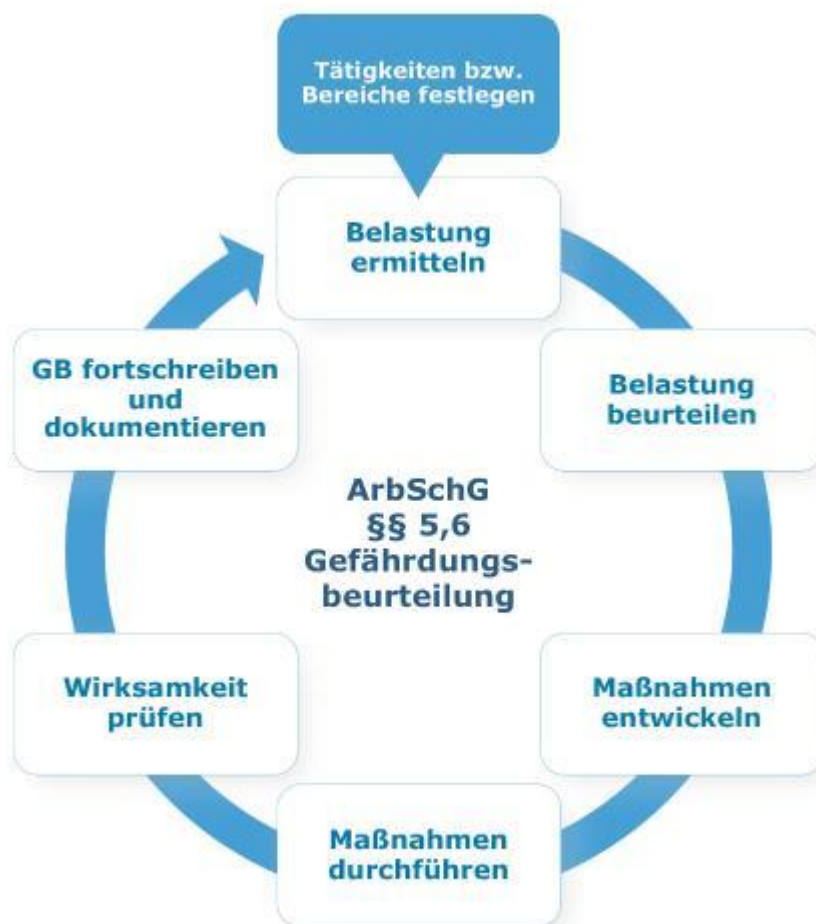 Tätigkeiten bzw.
Bereiche festlegen
Belastung
ermitteln
Belastung
beurteilen
Maßnahmen
entwickeln
Maßnahmen
durchführen
Wirksamkeit
prüfen
GB fortschreiben
und
dokumentieren
ArbSchG
§§ 5,6
Gefährdungs-
beurteilung